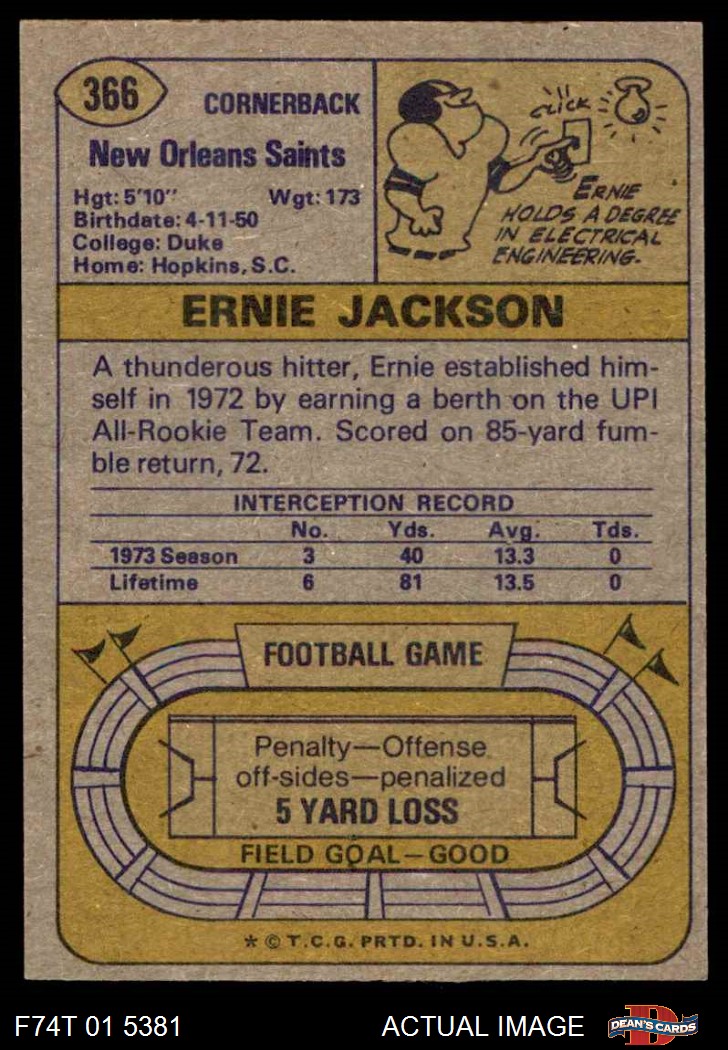 366
CORNERBACK
New Orleans Saints
Hgt: 5'10" Wgt: 173
Birthdate: 4-11-50
College: Duke
Home: Hopkins, S.C.
CLICK
ERNIE
HOLDS A DEGREE
IN ELECTRICAL
ENGINEERING.
ERNIE JACKSON
A thunderous hitter, Ernie established him-
self in 1972 by earning a berth on the UPI
All-Rookie Team. Scored on 85-yard fum-
ble return, 72.
INTERCEPTION RECORD
No. Yds. Avg. Tds.
1973 Season 3 40 13.3 0
Lifetime 6 81 13.5 0
FOOTBALL GAME
Penalty—Offense
off-sides—penalized
5 YARD LOSS
FIELD GOAL—GOOD
* © T.C.G. PRTD. IN U.S.A.
F74T 01 5381 ACTUAL IMAGE
D
DEAN'S CARDS